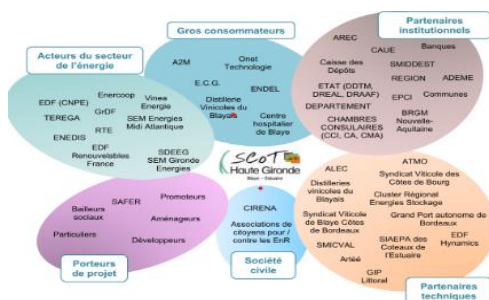 Gros consommateurs
Partenaires
institutionnels
Acteurs du secteur
de l'énergie
A2M
Onet
Technologie
E.C.G.
ENDEL
Distillerie
Vinicoles du
Blayais
Centre
hospitalier
de Blaye
AREC
CAUE
Banques
Caisse des
Dépôts
SMIDDEST
REGION
ADEME
ETAT (DDTM,
DREAL, DRAAF)
EPCI
Communes
DEPARTEMENT
CHAMBRES
CONSULAIRES
(CCI, CA, CMA)
BRGM
Nouvelle-
Aquitaine
Enercoop
Vinea
Energie
EDF (CNPE)
GrDF
TEREGA
SEM Energies
Midi Atlantique
RTE
ENEDIS
EDF
Renouvelables
France
SDEEG
SEM Gironde
Energies
SCoT
Haute Gironde
Blaye - Estuaire
SAFER
Promoteurs
Bailleurs
sociaux
Aménageurs
Particuliers
Développeurs
Porteurs
de projet
CIRENA
Associations de
citoyens pour /
contre les EnR
Société
civile
ALEC
ATMO
Syndicat Viticole des
Côtes de Bourg
Distilleries
vinicoles du
Blayais
Cluster Régional
Energies Stockage
Syndicat Viticole
de Blaye Côtes
de Bordeaux
Grand Port autonome de
Bordeaux
EDF
Hynamics
SMICVAL
SIAEPA des
Coteaux de
l'Estuaire
Artéé
GIP
Littoral
Partenaires
techniques